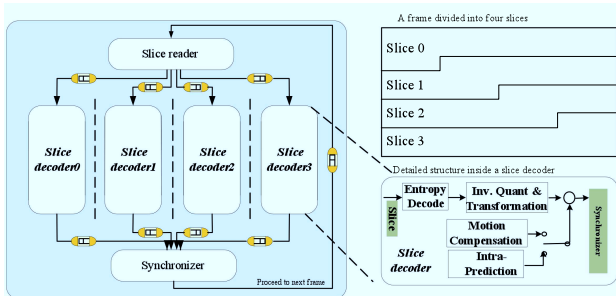 A frame divided into four slices
Slice reader
Slice 0
Slice 1
Slice 2
Slice 3
Slice
decoder0
Slice
decoder1
Slice
decoder2
Slice
decoder3
Synchronizer
Proceed to next frame
Detailed structure inside a slice decoder
Entropy
Decode
Inv. Quant &
Transformation
Slice
Motion
Compensation
Intra-
Prediction
Slice
decoder
Synchronizer